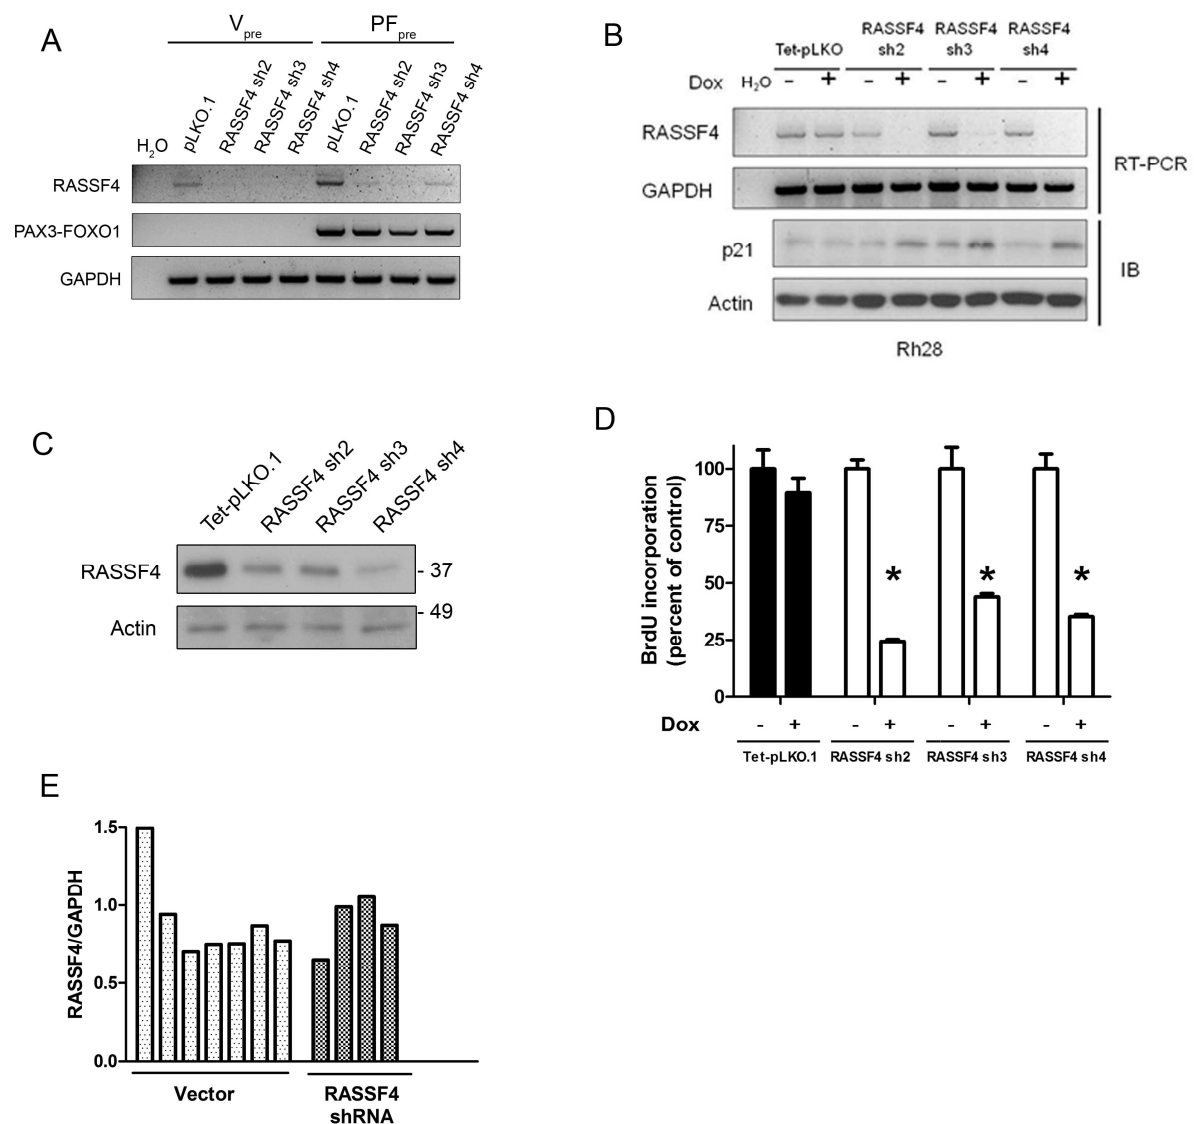 A
V pre PF pre
H2O pLKO.1 RASSF4 sh2 RASSF4 sh3 RASSF4 sh4 pLKO.1 RASSF4 sh2 RASSF4 sh3 RASSF4 sh4
RASSF4
PAX3-FOXO1
GAPDH
B
RASSF4 RASSF4 RASSF4
Tet-pLKO sh2 sh3 sh4
Dox H2O - + - + - + - +
RASSF4
GAPDH
RT-PCR
p21
Actin
IB
Rh28
C
Tet-pLKO.1 RASSF4 sh2 RASSF4 sh3 RASSF4 sh4
RASSF4 - 37
- 49
Actin
D
BrdU incorporation
(percent of control)
100
75
50
25
0
* * *
Dox - + - + - + - +
Tet-pLKO.1 RASSF4 sh2 RASSF4 sh3 RASSF4 sh4
E
RASSF4/GAPDH
1.5
1.0
0.5
0.0
Vector RASSF4
shRNA